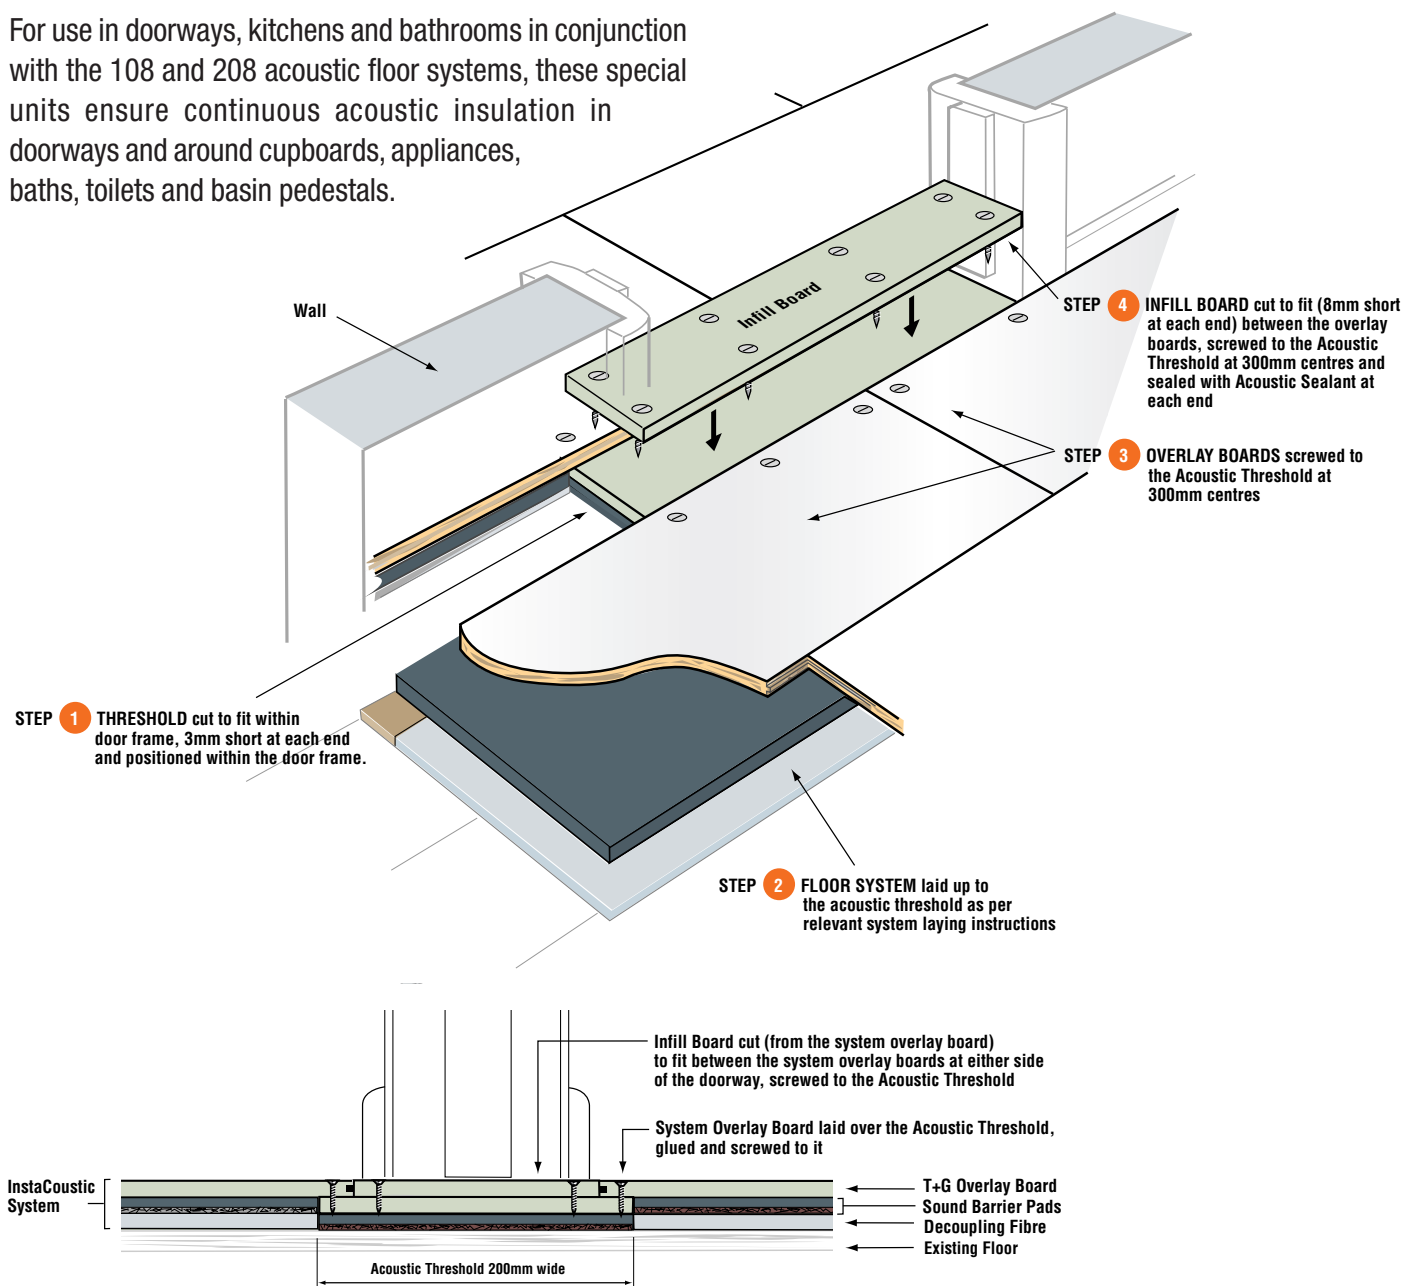 For use in doorways, kitchens and bathrooms in conjunction
with the 108 and 208 acoustic floor systems, these special
units ensure continuous acoustic insulation in
doorways and around cupboards, appliances,
baths, toilets and basin pedestals.
Wall
Infill Board
STEP 4 INFILL BOARD cut to fit (8mm short
at each end) between the overlay
boards, screwed to the Acoustic
Threshold at 300mm centres and
sealed with Acoustic Sealant at
each end
STEP 3 OVERLAY BOARDS screwed to
the Acoustic Threshold at
300mm centres
STEP 1 THRESHOLD cut to fit within
door frame, 3mm short at each end
and positioned within the door frame.
STEP 2 FLOOR SYSTEM laid up to
the acoustic threshold as per
relevant system laying instructions
Infill Board cut (from the system overlay board)
to fit between the system overlay boards at either side
of the doorway, screwed to the Acoustic Threshold
System Overlay Board laid over the Acoustic Threshold,
glued and screwed to it
InstaCoustic
System
T+G Overlay Board
Sound Barrier Pads
Decoupling Fibre
Existing Floor
Acoustic Threshold 200mm wide